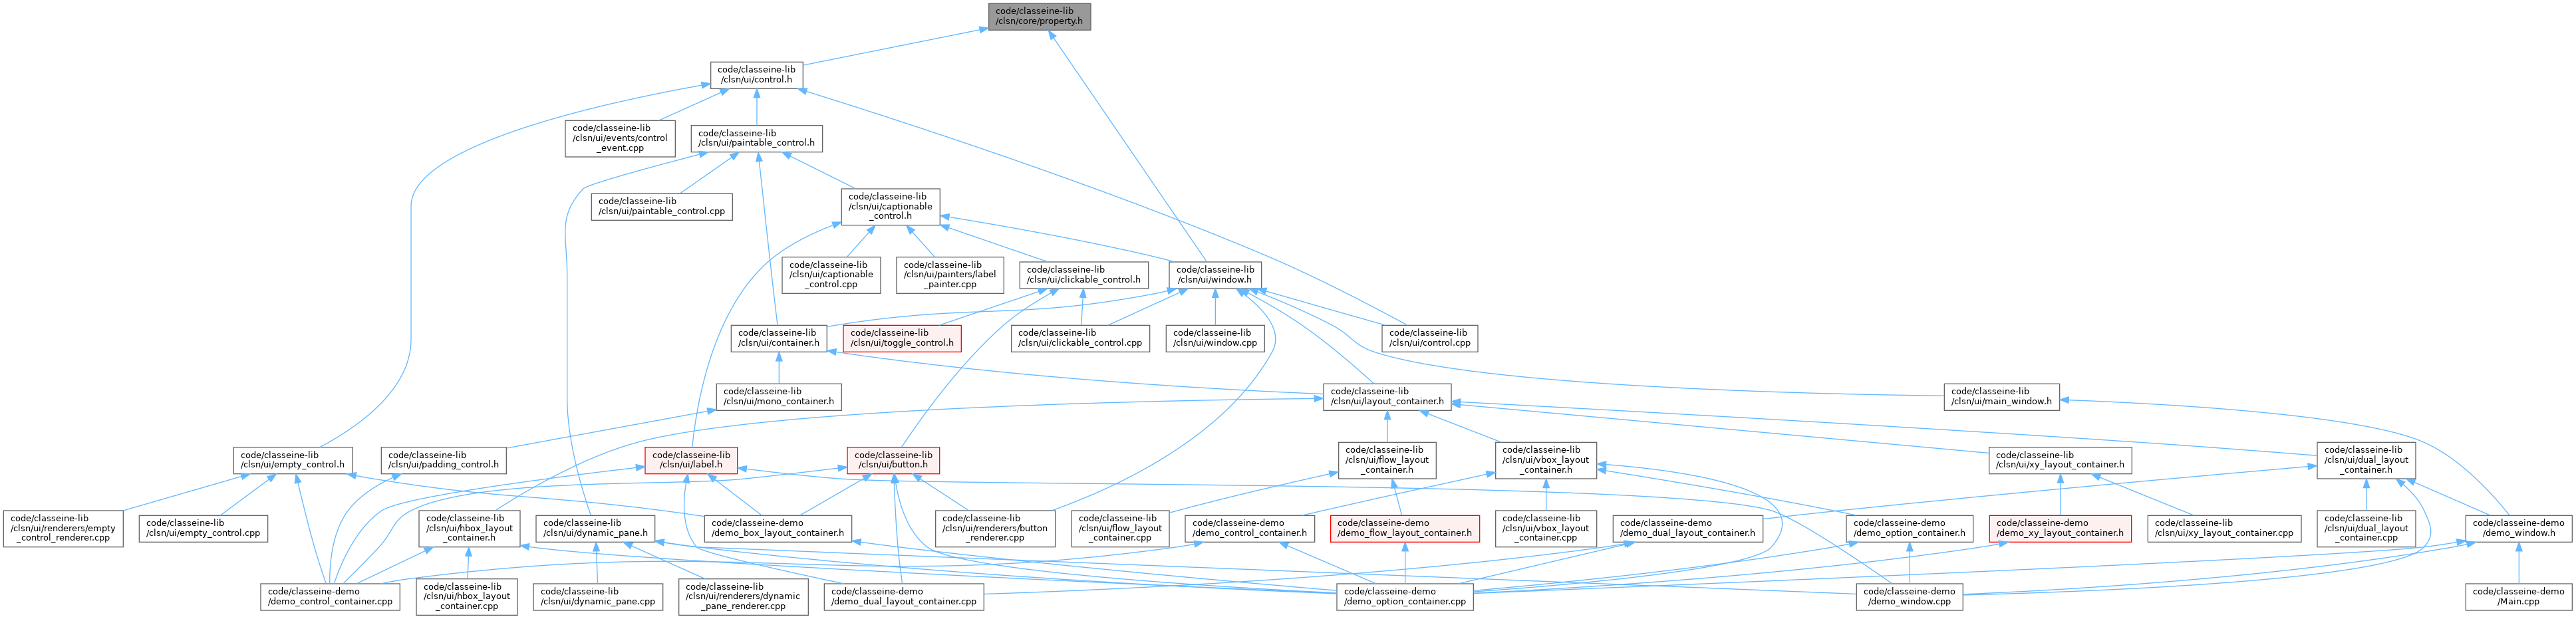 code/classeine-lib
/clsn/core/property.h
code/classeine-lib
/clsn/ui/control.h
code/classeine-lib
/clsn/ui/events/control
_event.cpp
code/classeine-lib
/clsn/ui/paintable_control.h
code/classeine-lib
/clsn/ui/paintable_control.cpp
code/classeine-lib
/clsn/ui/captionable
_control.h
code/classeine-lib
/clsn/ui/captionable
_control.cpp
code/classeine-lib
/clsn/ui/painters/label
_painter.cpp
code/classeine-lib
/clsn/ui/clickable_control.h
code/classeine-lib
/clsn/ui/window.h
code/classeine-lib
/clsn/ui/container.h
code/classeine-lib
/clsn/ui/toggle_control.h
code/classeine-lib
/clsn/ui/clickable_control.cpp
code/classeine-lib
/clsn/ui/window.cpp
code/classeine-lib
/clsn/ui/control.cpp
code/classeine-lib
/clsn/ui/mono_container.h
code/classeine-lib
/clsn/ui/layout_container.h
code/classeine-lib
/clsn/ui/main_window.h
code/classeine-lib
/clsn/ui/empty_control.h
code/classeine-lib
/clsn/ui/padding_control.h
code/classeine-lib
/clsn/ui/label.h
code/classeine-lib
/clsn/ui/button.h
code/classeine-lib
/clsn/ui/flow_layout
_container.h
code/classeine-lib
/clsn/ui/vbox_layout
_container.h
code/classeine-lib
/clsn/ui/xy_layout_container.h
code/classeine-lib
/clsn/ui/dual_layout
_container.h
code/classeine-lib
/clsn/ui/renderers/empty
_control_renderer.cpp
code/classeine-lib
/clsn/ui/empty_control.cpp
code/classeine-lib
/clsn/ui/hbox_layout
_container.h
code/classeine-lib
/clsn/ui/dynamic_pane.h
code/classeine-demo
/demo_box_layout_container.h
code/classeine-lib
/clsn/ui/renderers/button
_renderer.cpp
code/classeine-lib
/clsn/ui/flow_layout
_container.cpp
code/classeine-demo
/demo_control_container.h
code/classeine-demo
/demo_flow_layout_container.h
code/classeine-lib
/clsn/ui/vbox_layout
_container.cpp
code/classeine-demo
/demo_dual_layout_container.h
code/classeine-demo
/demo_option_container.h
code/classeine-demo
/demo_xy_layout_container.h
code/classeine-lib
/clsn/ui/xy_layout_container.cpp
code/classeine-lib
/clsn/ui/dual_layout
_container.cpp
code/classeine-demo
/demo_window.h
code/classeine-demo
/demo_control_container.cpp
code/classeine-lib
/clsn/ui/hbox_layout
_container.cpp
code/classeine-lib
/clsn/ui/dynamic_pane.cpp
code/classeine-lib
/clsn/ui/renderers/dynamic
_pane_renderer.cpp
code/classeine-demo
/demo_dual_layout_container.cpp
code/classeine-demo
/demo_option_container.cpp
code/classeine-demo
/demo_window.cpp
code/classeine-demo
/Main.cpp